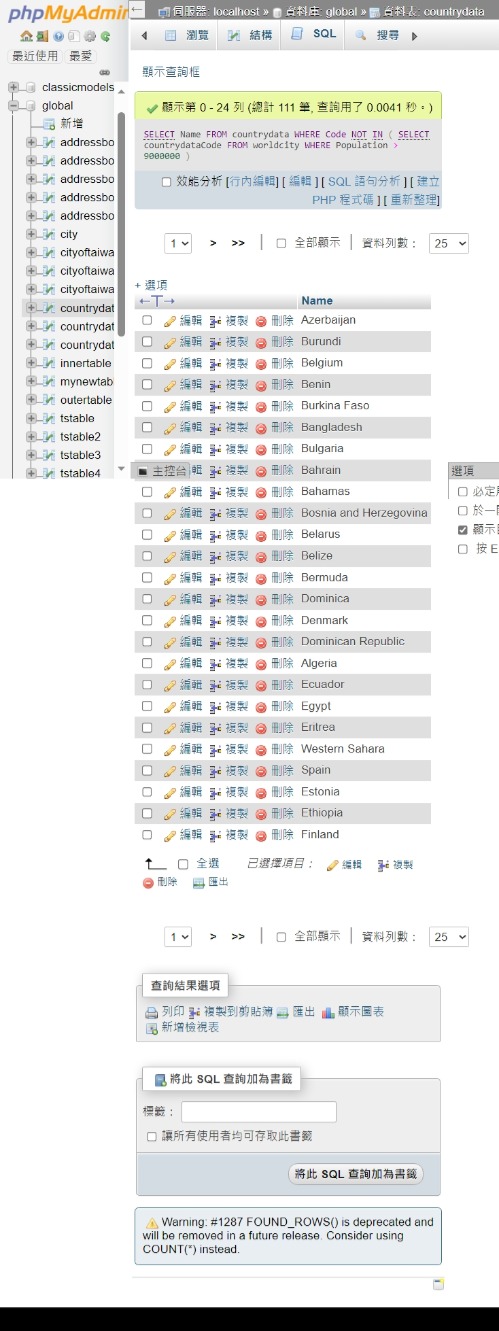 phpMyAdmin
最近使用 最愛
classicmodels
global
新增
addressbo
addressbo
addressbo
addressbo
addressbo
city
cityoftaiwa
cityoftaiwa
cityoftaiwa
countrydat
countrydat
countrydat
innertable
mynewtab
outertable
tstable
tstable2
tstable3
tstable4
伺服器: localhost » 資料庫: global » 資料表: countrydata
瀏覽 結構 SQL 搜尋
顯示查詢框
顯示第 0 - 24 列 (總計 111 筆, 查詢用了 0.0041 秒。)
SELECT Name FROM countrydata WHERE Code NOT IN ( SELECT
countrydataCode FROM worldcity WHERE Population >
9000000 )
效能分析 [行內編輯] [ 編輯 ] [ SQL 語句分析 ] [ 建立
PHP 程式碼 ] [ 重新整理]
1 > >> 全部顯示 資料列數： 25
+ 選項
←T→ Name
編輯 複製 刪除 Azerbaijan
編輯 複製 刪除 Burundi
編輯 複製 刪除 Belgium
編輯 複製 刪除 Benin
編輯 複製 刪除 Burkina Faso
編輯 複製 刪除 Bangladesh
編輯 複製 刪除 Bulgaria
主控台 輯 複製 刪除 Bahrain
編輯 複製 刪除 Bahamas
編輯 複製 刪除 Bosnia and Herzegovina
編輯 複製 刪除 Belarus
編輯 複製 刪除 Belize
編輯 複製 刪除 Bermuda
編輯 複製 刪除 Dominica
編輯 複製 刪除 Denmark
編輯 複製 刪除 Dominican Republic
編輯 複製 刪除 Algeria
編輯 複製 刪除 Ecuador
編輯 複製 刪除 Egypt
編輯 複製 刪除 Eritrea
編輯 複製 刪除 Western Sahara
編輯 複製 刪除 Spain
編輯 複製 刪除 Estonia
編輯 複製 刪除 Ethiopia
編輯 複製 刪除 Finland
選項
必定
於一
顯示
按 E
全選 已選擇項目： 編輯 複製
刪除 匯出
1 > >> 全部顯示 資料列數： 25
查詢結果選項
列印 複製到剪貼簿 匯出 顯示圖表
新增檢視表
將此 SQL 查詢加為書籤
標籤：
讓所有使用者均可存取此書籤
將此 SQL 查詢加為書籤
Warning: #1287 FOUND_ROWS() is deprecated and
will be removed in a future release. Consider using
COUNT(*) instead.